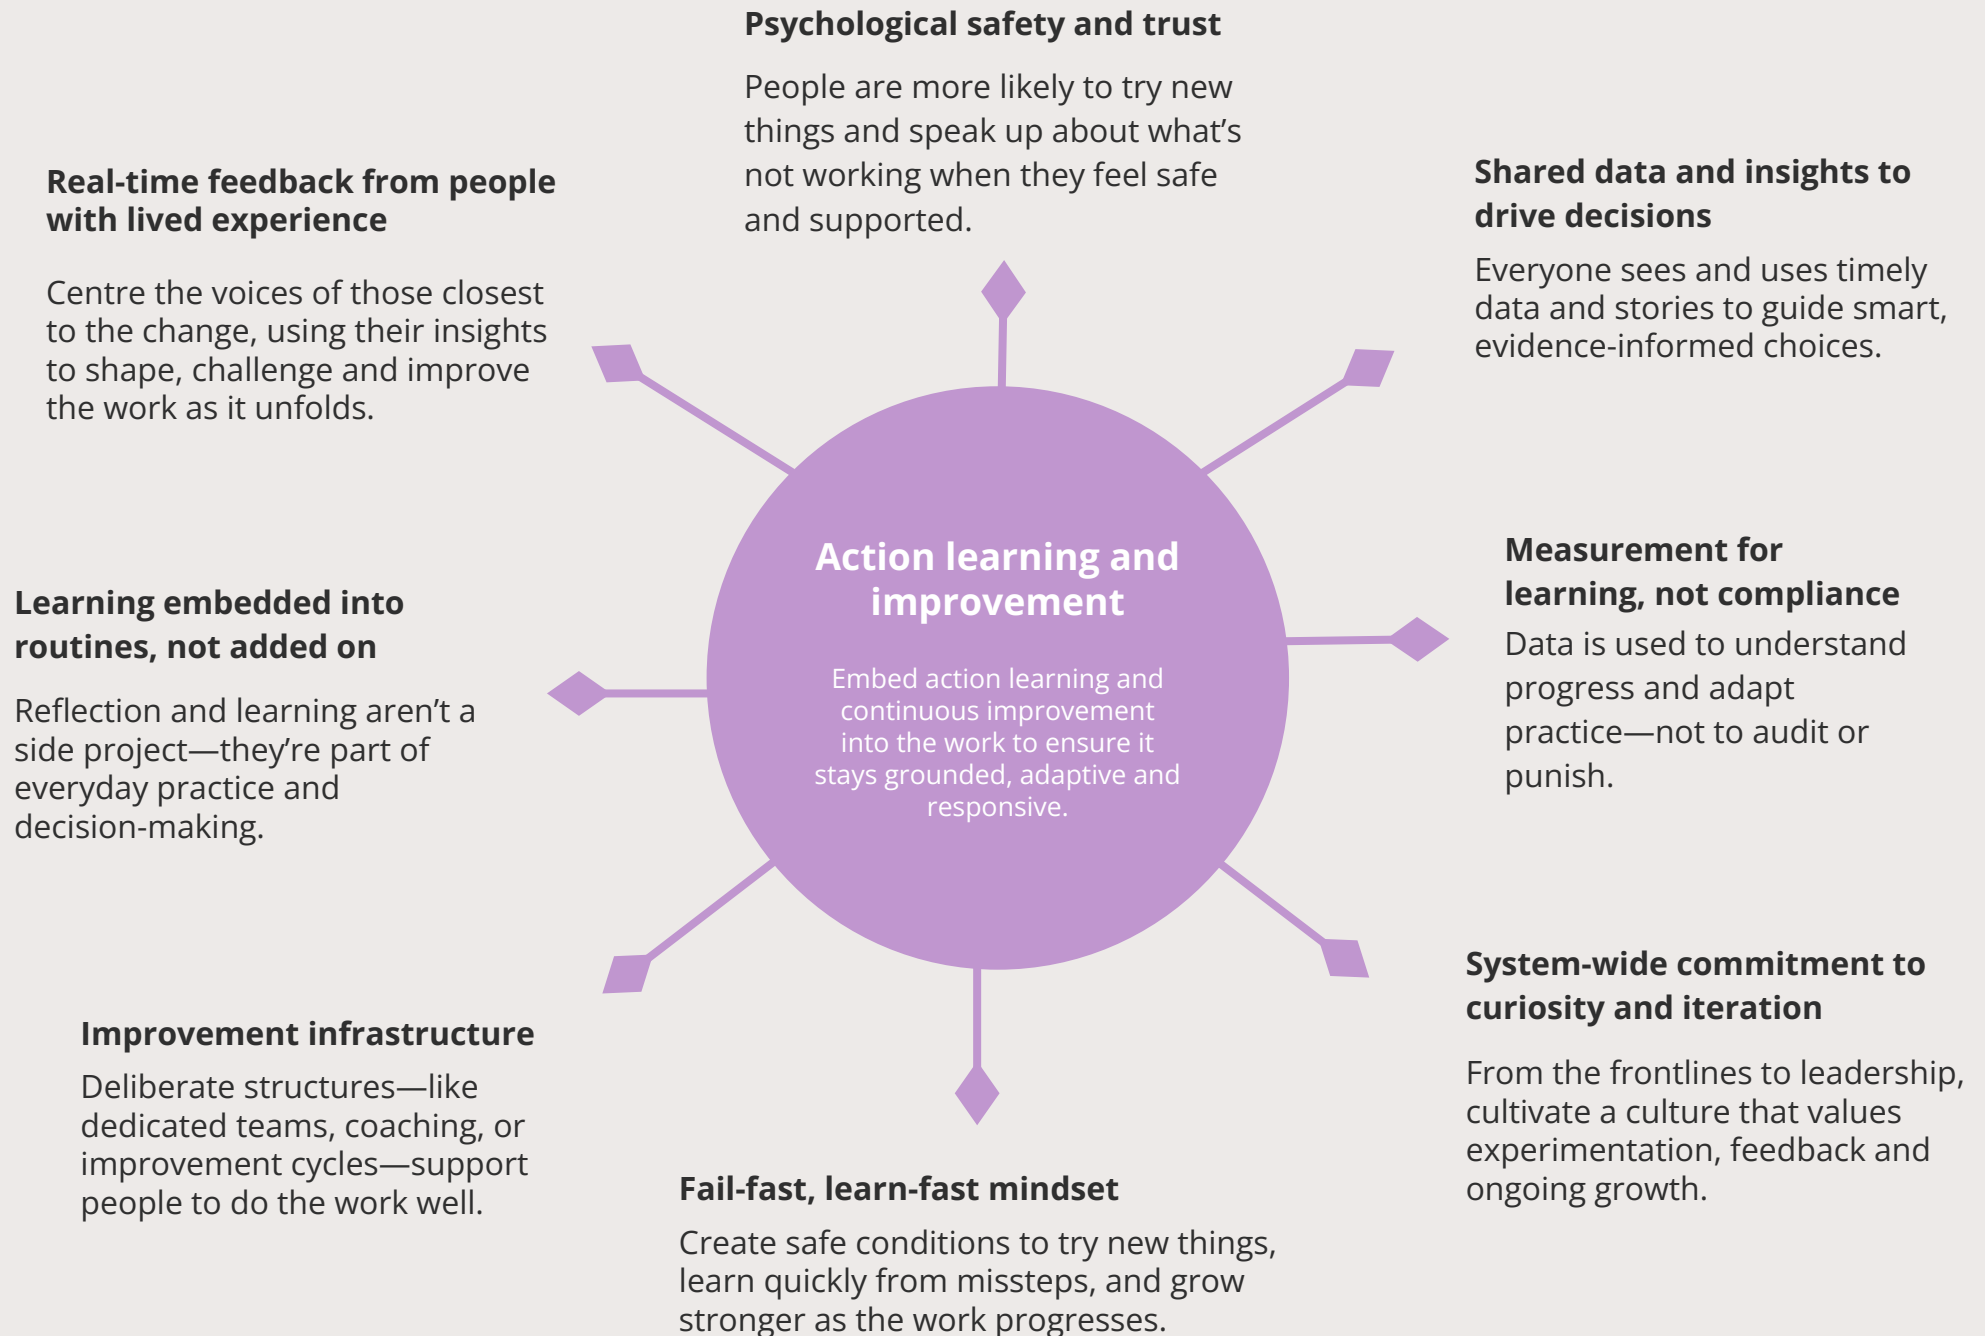 Psychological safety and trust
People are more likely to try new
things and speak up about what’s
not working when they feel safe
and supported.
Real-time feedback from people
with lived experience
Centre the voices of those closest
to the change, using their insights
to shape, challenge and improve
the work as it unfolds.
Shared data and insights to
drive decisions
Everyone sees and uses timely
data and stories to guide smart,
evidence-informed choices.
Action learning and
improvement
Embed action learning and
continuous improvement
into the work to ensure it
stays grounded, adaptive and
responsive.
Measurement for
learning, not compliance
Data is used to understand
progress and adapt
practice—not to audit or
punish.
Learning embedded into
routines, not added on
Reflection and learning aren’t a
side project—they’re part of
everyday practice and
decision-making.
System-wide commitment to
curiosity and iteration
From the frontlines to leadership,
cultivate a culture that values
experimentation, feedback and
ongoing growth.
Improvement infrastructure
Deliberate structures—like
dedicated teams, coaching, or
improvement cycles—support
people to do the work well.
Fail-fast, learn-fast mindset
Create safe conditions to try new things,
learn quickly from missteps, and grow
stronger as the work progresses.